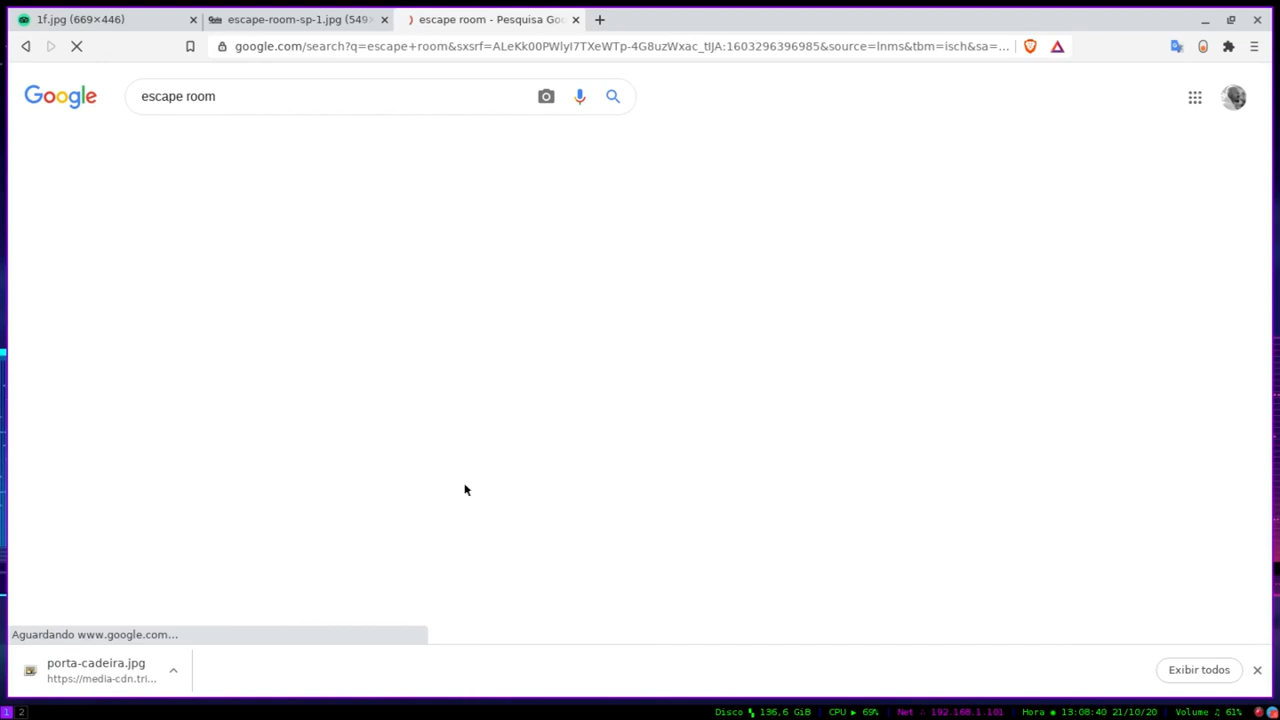 1f.jpg (669×446)
escape-room-sp-1.jpg (549×
escape room - Pesquisa Goo
google.com/search?q=escape+room&sxsrf=ALeKk00PWlyI7TXeWTp-4G8uzWxac_tIJA:1603296396985&source=lnms&tbm=isch&sa=...
Google
escape room
Aguardando www.google.com...
porta-cadeira.jpg
https://media-cdn.tri...
Exibir todos
1 2
Disco 136,6 GiB | CPU ▶ 69% | Net 192.168.1.101 | Hora 13:08:40 21/10/20 | Volume ♫ 61%